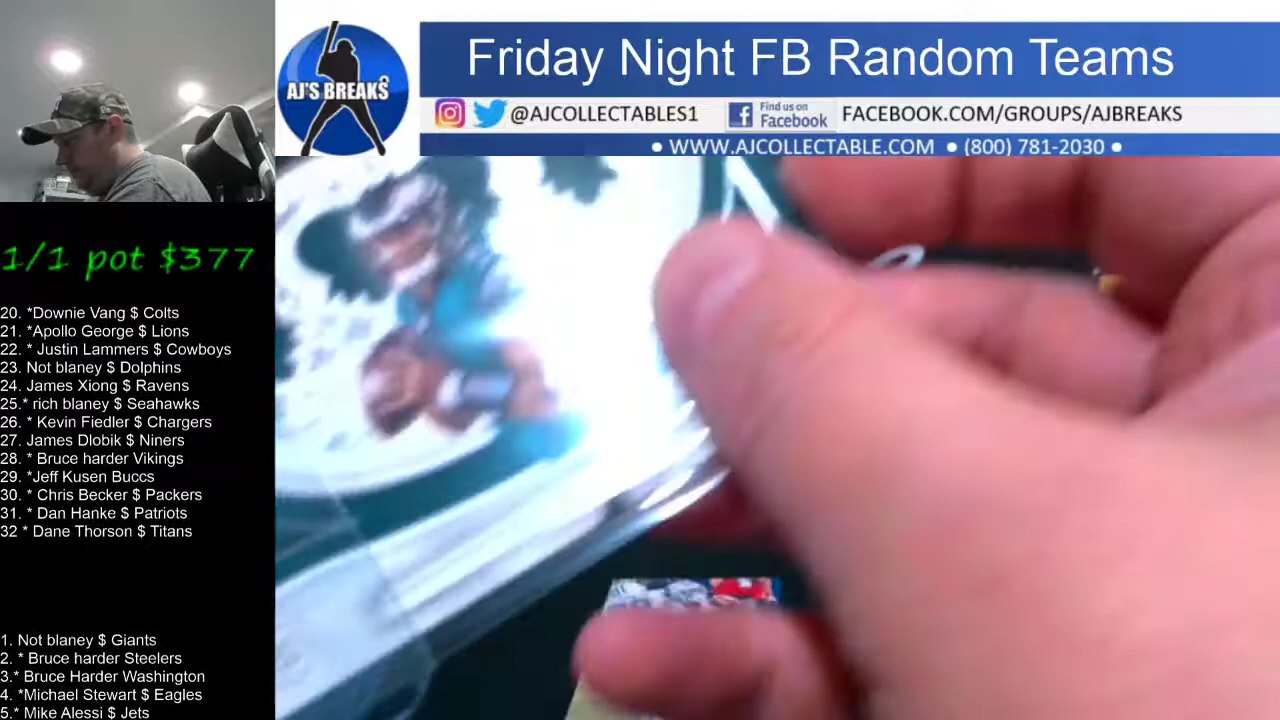 AJ'S BREAKS
Friday Night FB Random Teams
@AJCOLLECTABLES1
Find us on
Facebook
FACEBOOK.COM/GROUPS/AJBREAKS
• WWW.AJCOLLECTABLE.COM • (800) 781-2030 •
1/1 pot $377
20. *Downie Vang $ Colts
21. *Apollo George $ Lions
22. * Justin Lammers $ Cowboys
23. Not blaney $ Dolphins
24. James Xiong $ Ravens
25.* rich blaney $ Seahawks
26. * Kevin Fiedler $ Chargers
27. James Dlobik $ Niners
28. * Bruce harder Vikings
29. *Jeff Kusen Buccs
30. * Chris Becker $ Packers
31. * Dan Hanke $ Patriots
32 * Dane Thorson $ Titans
1. Not blaney $ Giants
2. * Bruce harder Steelers
3.* Bruce Harder Washington
4. *Michael Stewart $ Eagles
5.* Mike Alessi $ Jets